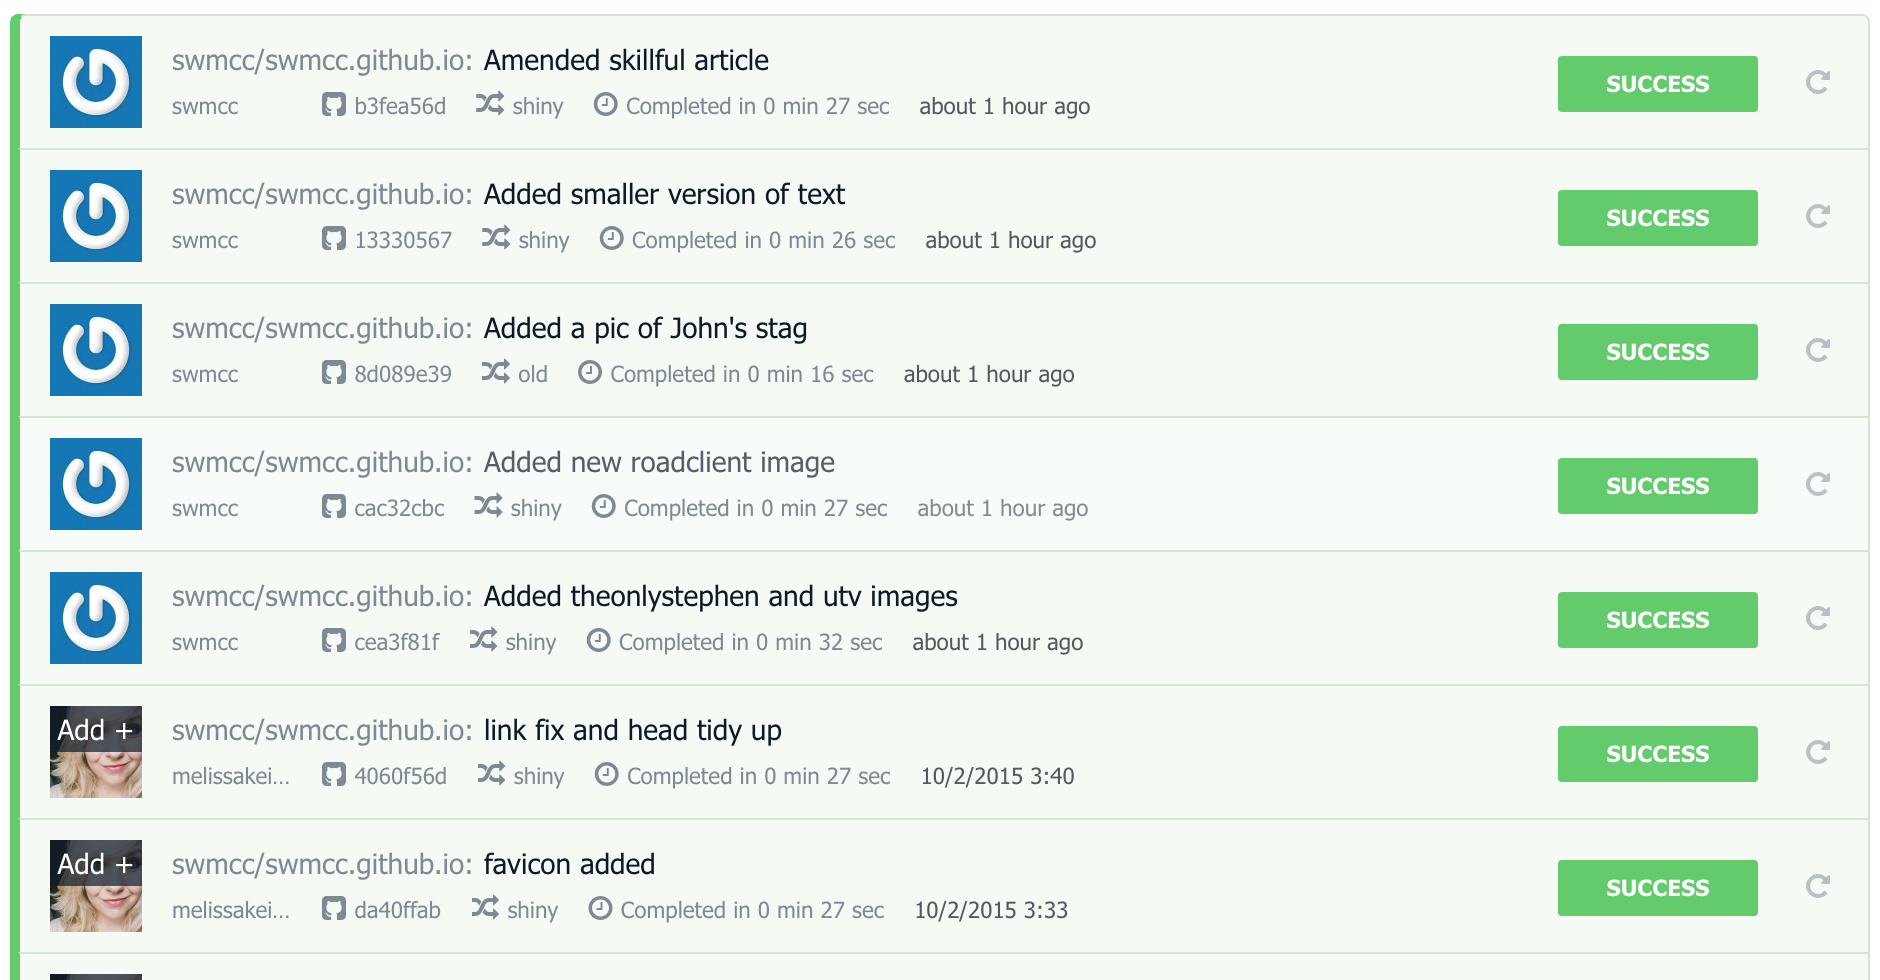 swmcc/swmcc.github.io: Amended skillful article
swmcc b3fea56d shiny Completed in 0 min 27 sec about 1 hour ago
SUCCESS
swmcc/swmcc.github.io: Added smaller version of text
swmcc 13330567 shiny Completed in 0 min 26 sec about 1 hour ago
SUCCESS
swmcc/swmcc.github.io: Added a pic of John's stag
swmcc 8d089e39 old Completed in 0 min 16 sec about 1 hour ago
SUCCESS
swmcc/swmcc.github.io: Added new roadclient image
swmcc cac32cbc shiny Completed in 0 min 27 sec about 1 hour ago
SUCCESS
swmcc/swmcc.github.io: Added theonlystephen and utv images
swmcc cea3f81f shiny Completed in 0 min 32 sec about 1 hour ago
SUCCESS
Add +
swmcc/swmcc.github.io: link fix and head tidy up
melissakei... 4060f56d shiny Completed in 0 min 27 sec 10/2/2015 3:40
SUCCESS
Add +
swmcc/swmcc.github.io: favicon added
melissakei... da40ffab shiny Completed in 0 min 27 sec 10/2/2015 3:33
SUCCESS